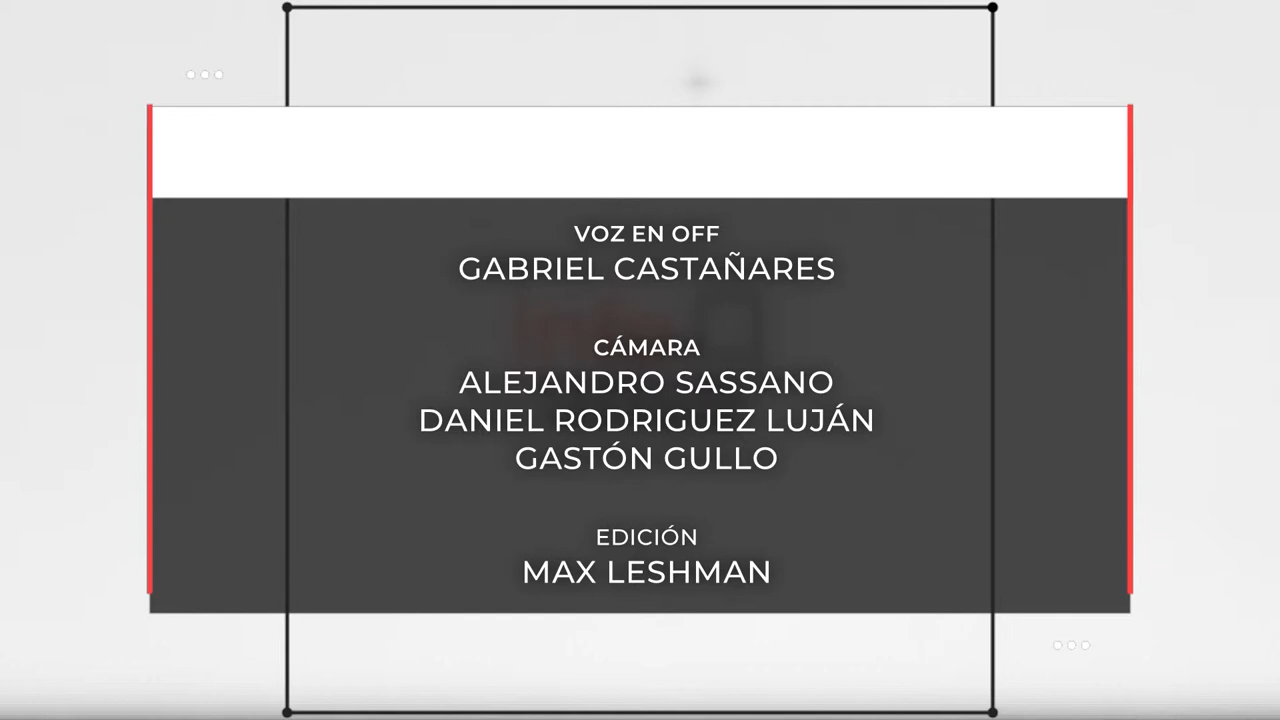 VOZ EN OFF
GABRIEL CASTAÑARES
CÁMARA
ALEJANDRO SASSANO
DANIEL RODRIGUEZ LUJÁN
GASTÓN GULLO
EDICIÓN
MAX LESHMAN